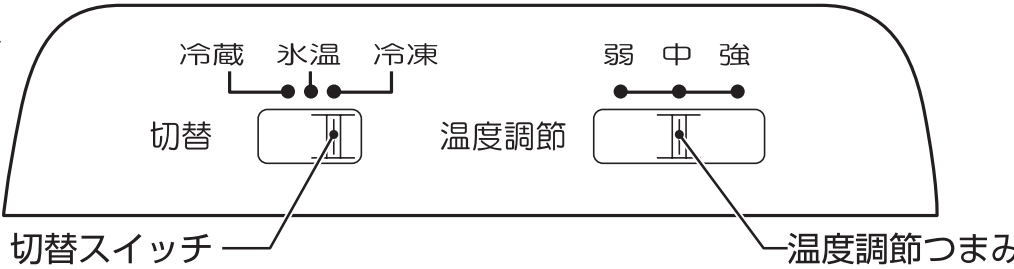 冷蔵 氷温 冷凍 弱 中 強
切替 温度調節
切替スイッチ 温度調節つまみ